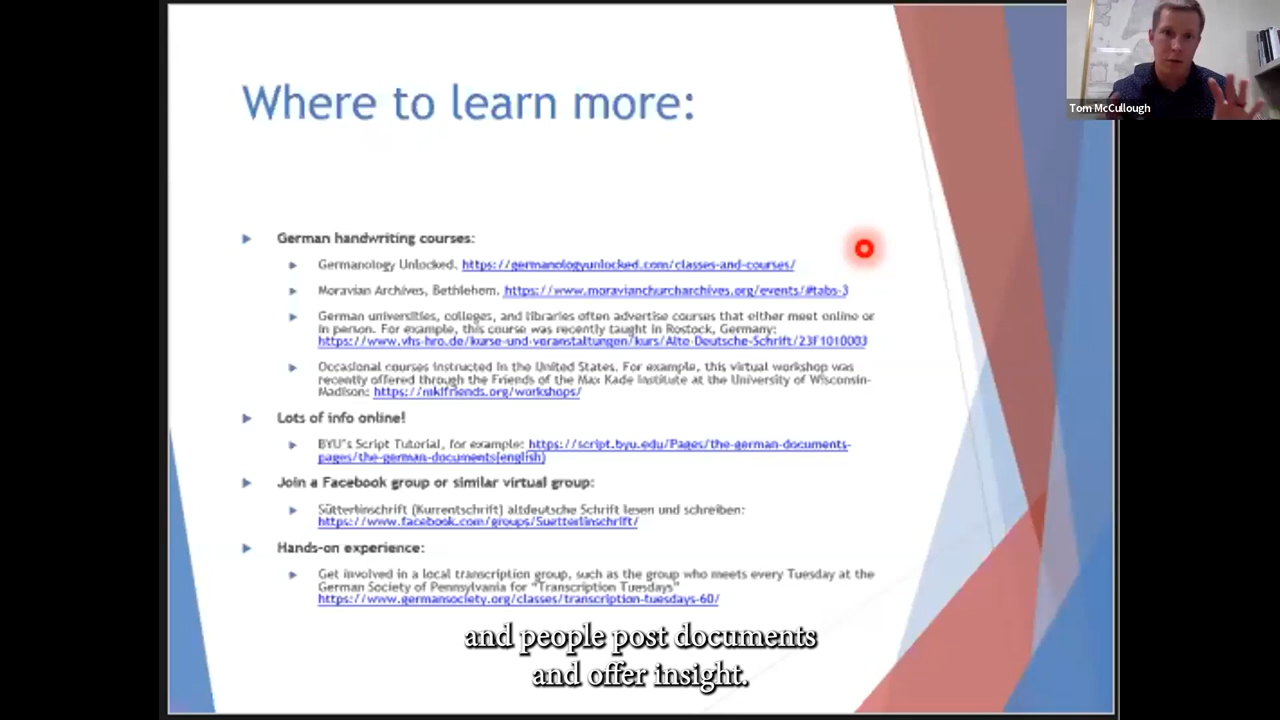 Where to learn more:
Tom McCullough
German handwriting courses:
Germanology Unlocked. https://germanologyunlocked.com/classes-and-courses/
Moravian Archives, Bethlehem. https://www.moravianchurcharchives.org/events/#tabs-3
German universities, colleges, and libraries often advertise courses that either meet online or
in person. For example, this course was recently taught in Rostock, Germany:
https://www.vhs-hro.de/kurse-und-veranstaltungen/kurs/Alte-Deutsche-Schrift/23F1010003
Occasional courses instructed in the United States. For example, this virtual workshop was
recently offered through the Friends of the Max Kade Institute at the University of Wisconsin-
Madison: https://mkifriends.org/workshops/
Lots of info online!
BYU's Script Tutorial, for example: https://script.byu.edu/Pages/the-german-documents-
pages/the-german-documents(english)
Join a Facebook group or similar virtual group:
Sütterlinschrift (Kurrentschrift) altdeutsche Schrift lesen und schreiben:
https://www.facebook.com/groups/Suetterlinschrift/
Hands-on experience:
Get involved in a local transcription group, such as the group who meets every Tuesday at the
German Society of Pennsylvania for "Transcription Tuesdays"
https://www.germansociety.org/classes/transcription-tuesdays-60/
and people post documents
and offer insight.